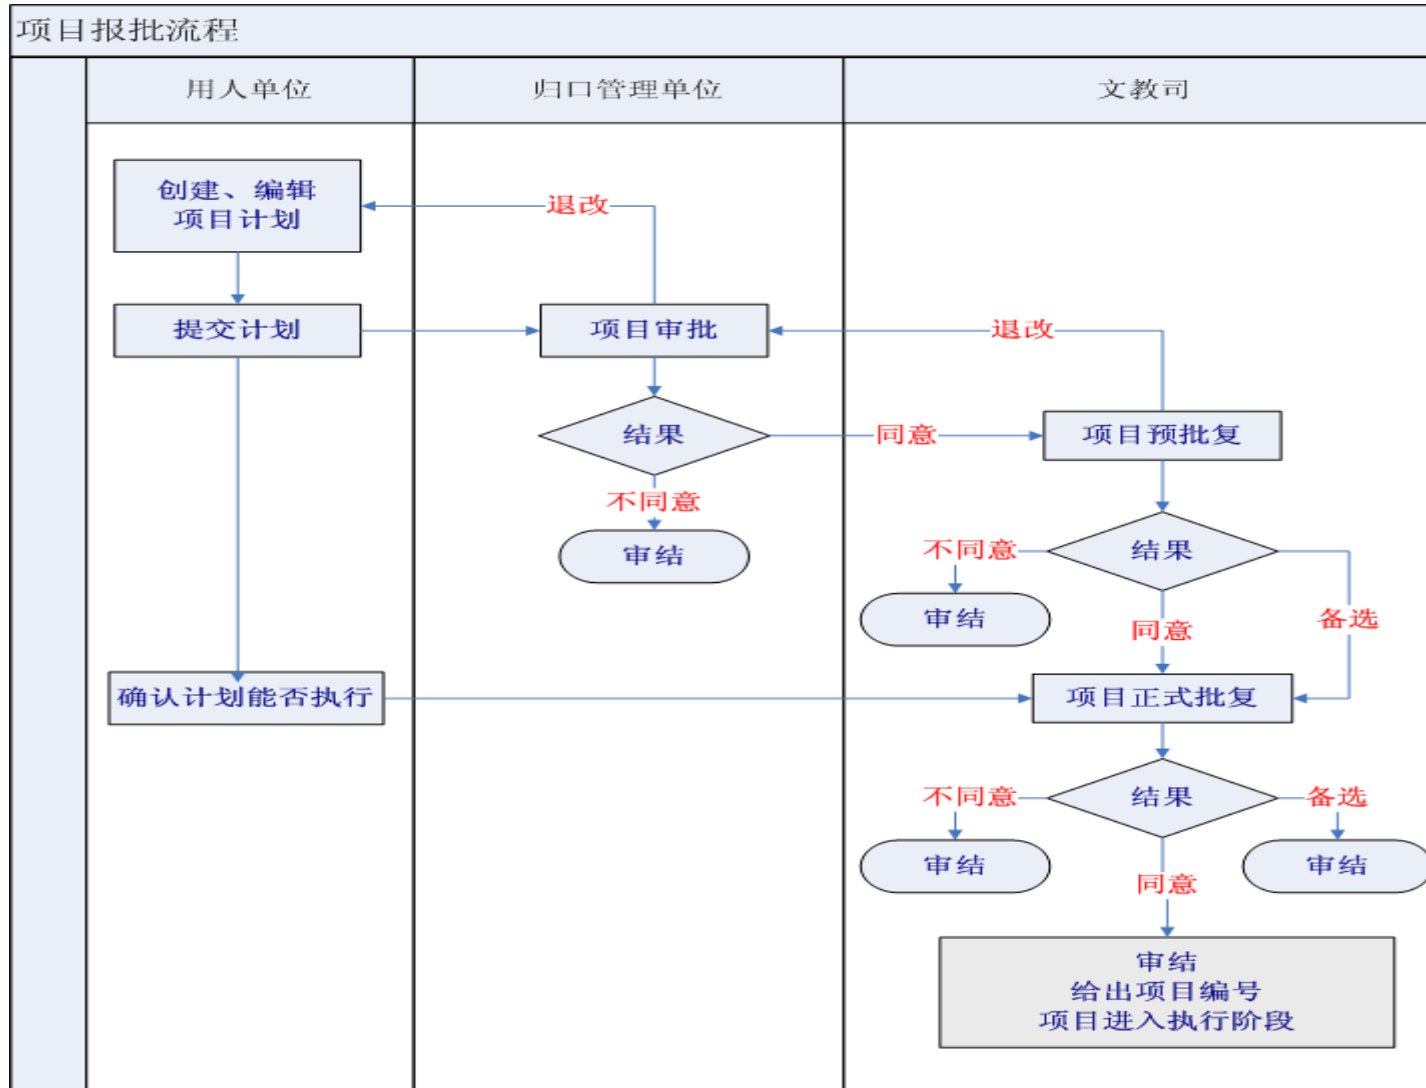 项目报批流程
用人单位
归口管理单位
文教司
创建、编辑
项目计划
退改
提交计划
项目审批
退改
结果
同意
项目预批复
不同意
审结
不同意
结果
审结
同意
备选
确认计划能否执行
项目正式批复
不同意
结果
备选
审结
审结
同意
审结
给出项目编号
项目进入执行阶段